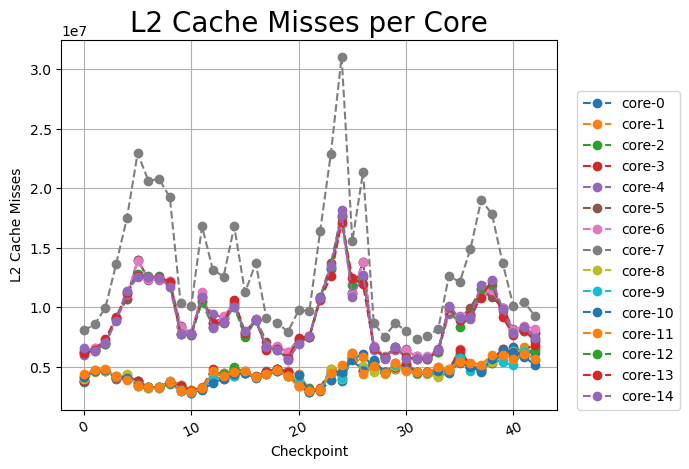 L2 Cache Misses per Core
1e7
3.0
2.5
2.0
1.5
1.0
0.5
L2 Cache Misses
0
10
20
30
40
Checkpoint
core-0
core-1
core-2
core-3
core-4
core-5
core-6
core-7
core-8
core-9
core-10
core-11
core-12
core-13
core-14